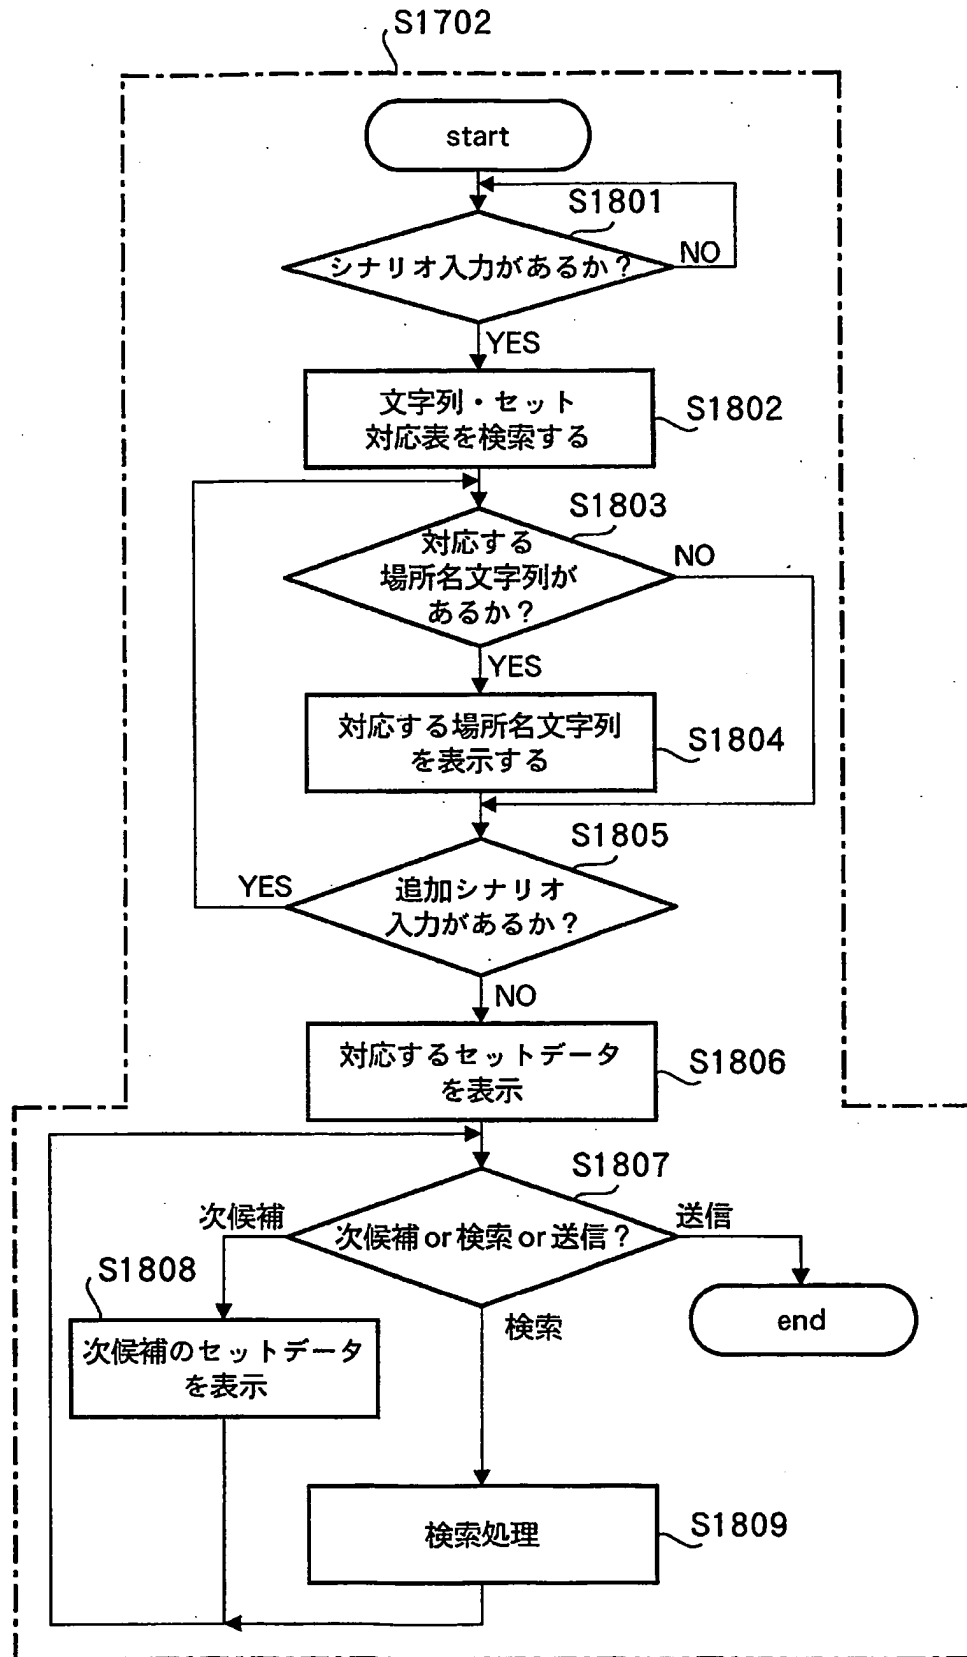 S1702
start
S1801
シナリオ入力があるか？
NO
YES
文字列・セット
対応表を検索する
S1802
S1803
対応する
場所名文字列が
あるか？
NO
YES
対応する場所名文字列
を表示する
S1804
S1805
YES
追加シナリオ
入力があるか？
NO
対応するセットデータ
を表示
S1806
S1807
次候補
次候補or検索or送信？
送信
S1808
次候補のセットデータ
を表示
検索
end
検索処理
S1809